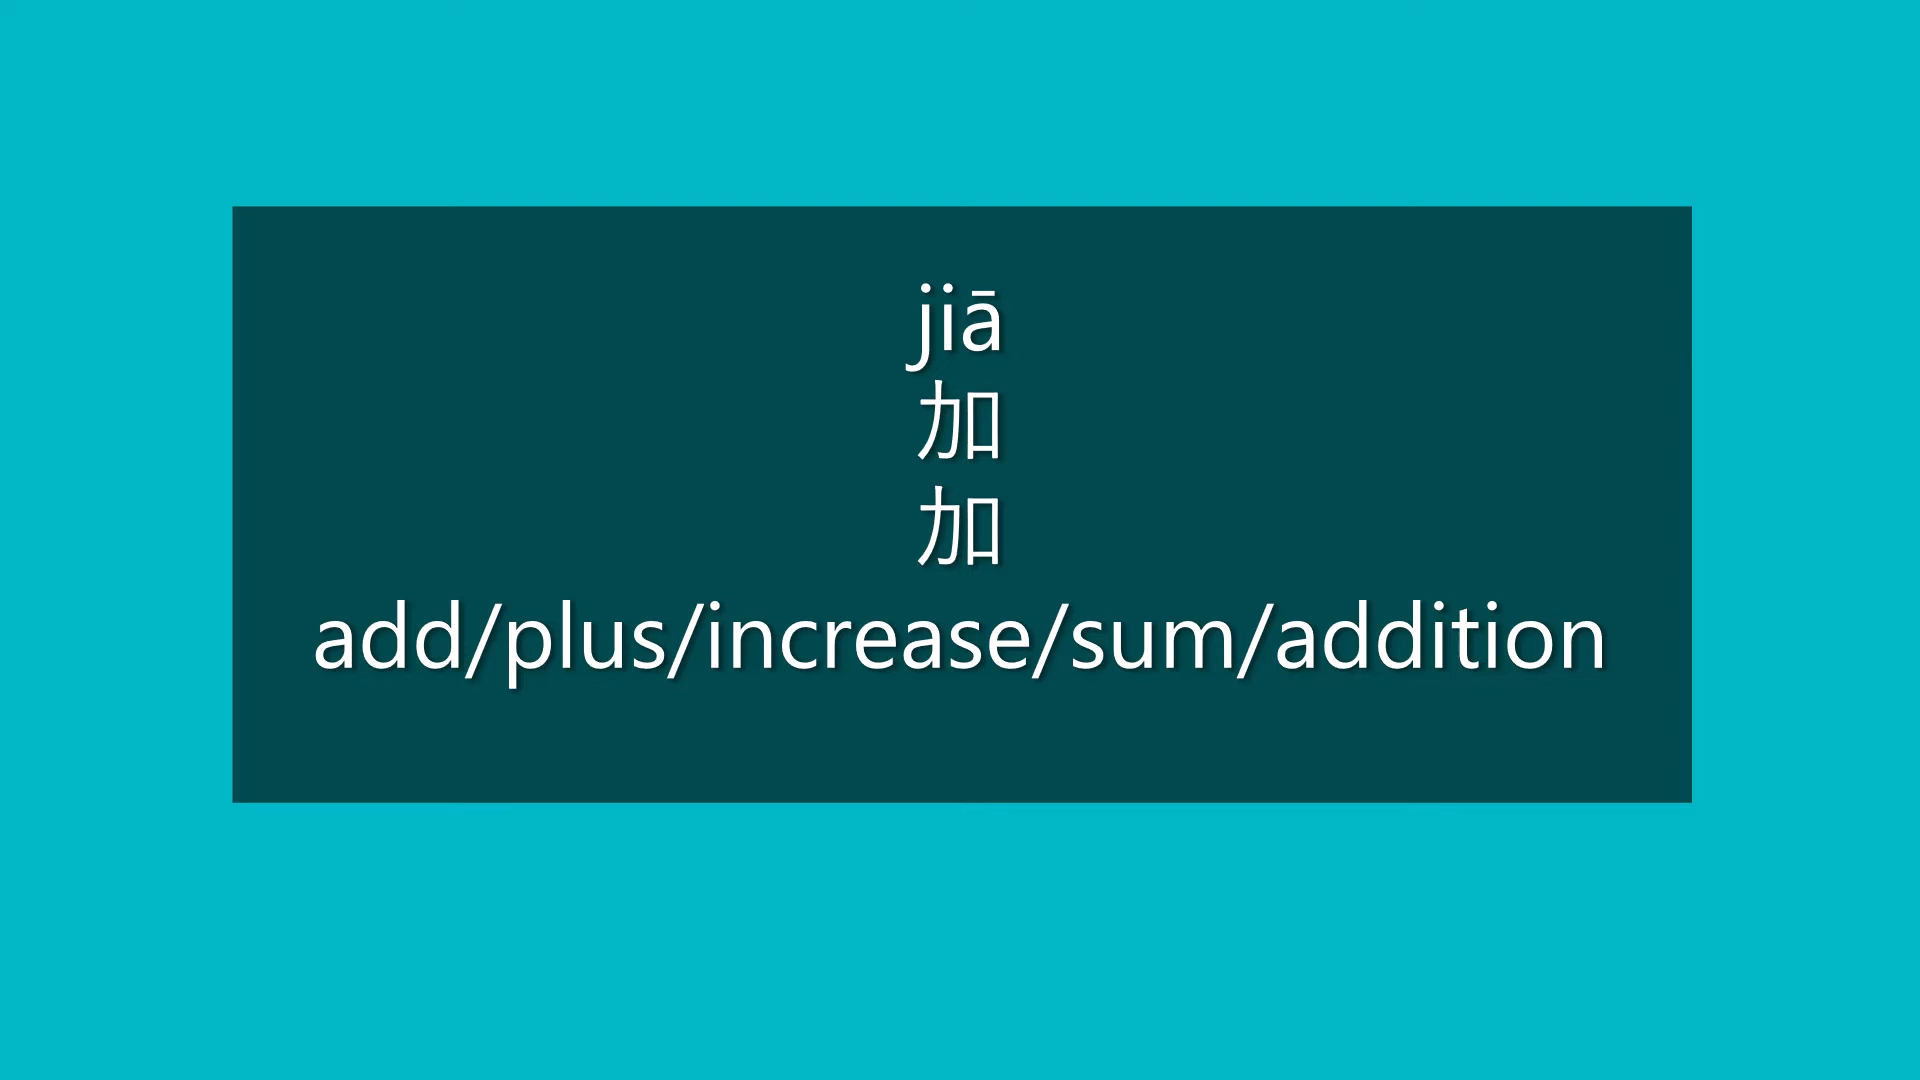 jiā
加
加
add/plus/increase/sum/addition